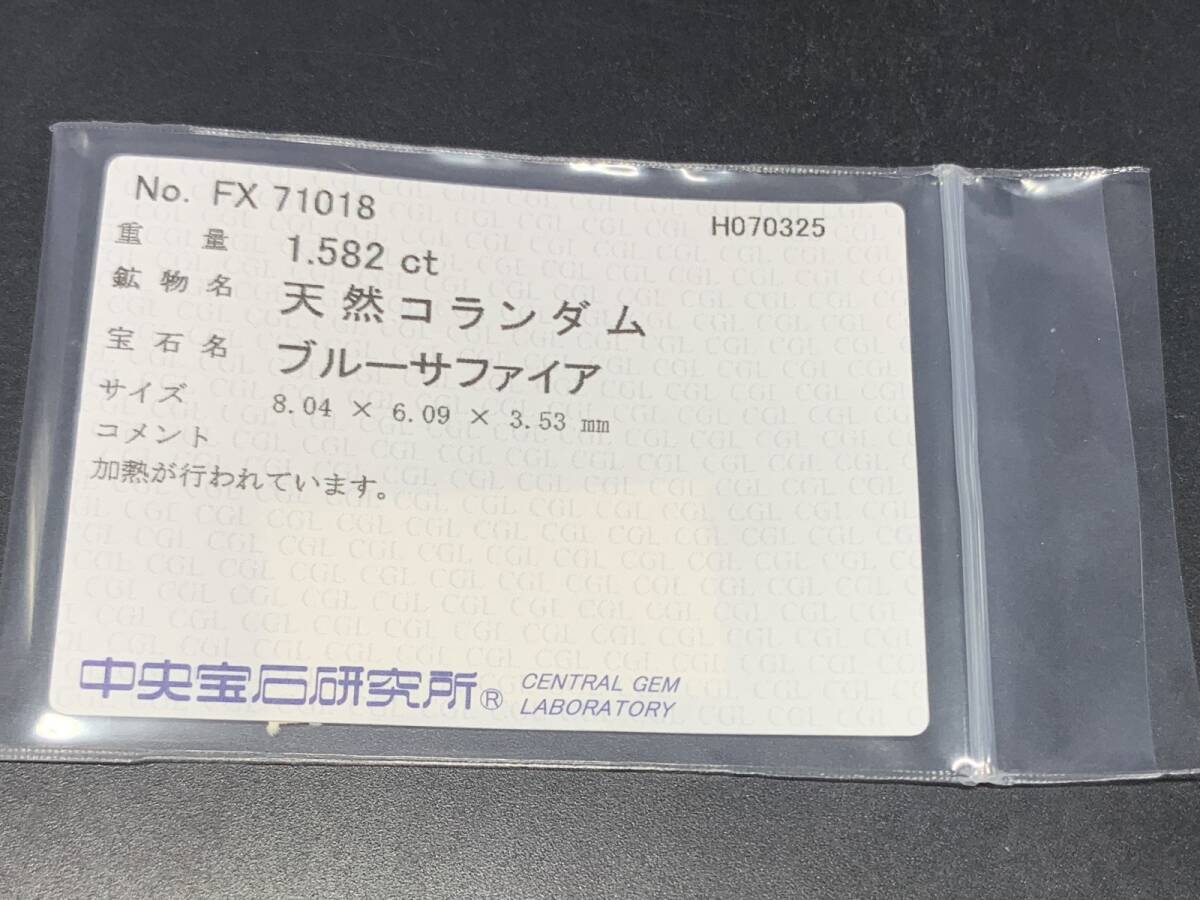 No. FX 71018 H070325
重量 1.582 ct
鉱物名 天然コランダム
宝石名 ブルーサファイア
サイズ 8.04 × 6.09 × 3.53 mm
コメント
加熱が行われています。
中央宝石研究所® CENTRAL GEM
LABORATORY